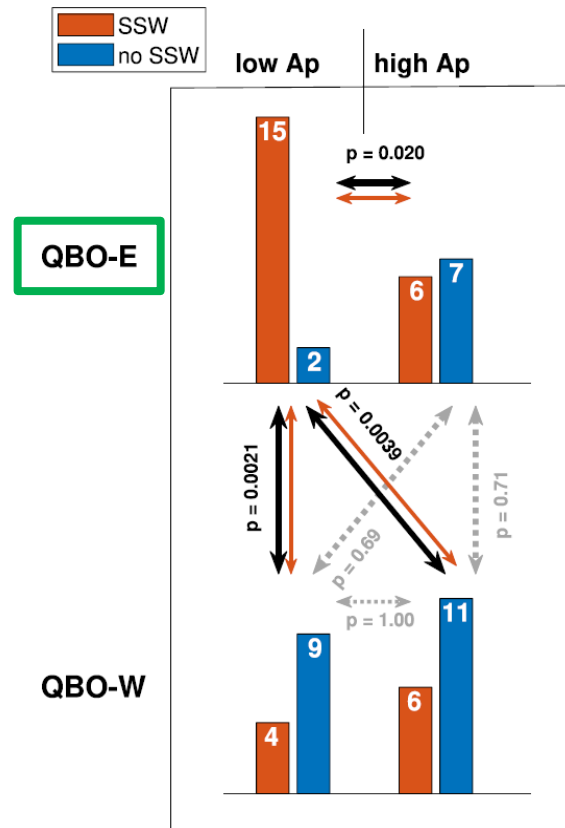 SSW
no SSW
low Ap
high Ap
15
p = 0.020
QBO-E
6
7
2
p = 0.0039
p = 0.0021
p = 0.71
p = 0.69
p = 1.00
11
9
QBO-W
6
4